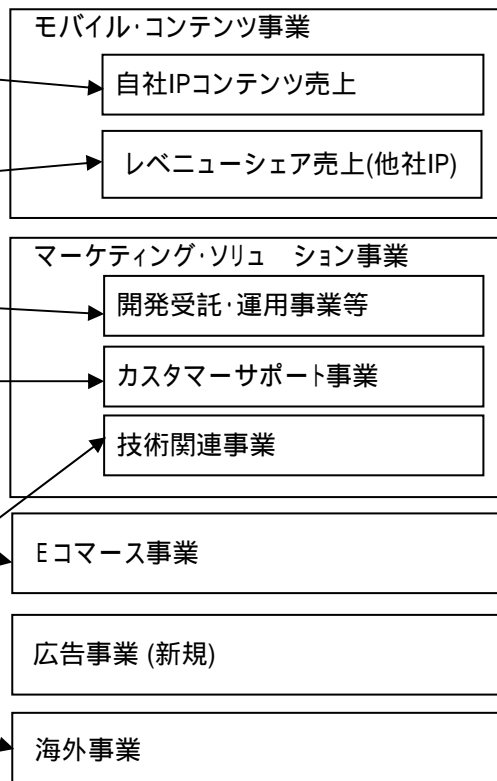 モバイル・コンテンツ事業
自社IPコンテンツ売上
レベニューシェア売上(他社IP)
マーケティング・ソリュ ション事業
開発受託・運用事業等
カスタマーサポート事業
技術関連事業
Eコマース事業
広告事業 (新規)
海外事業